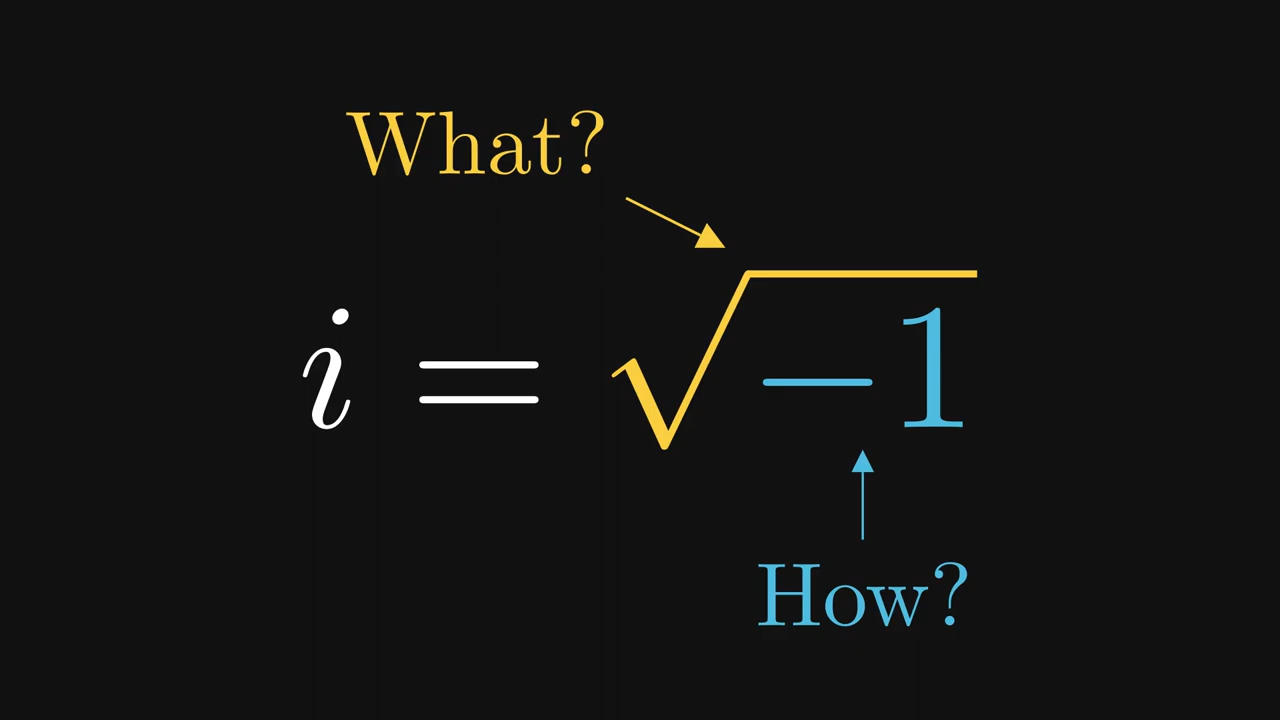 What?
i = √−1
How?